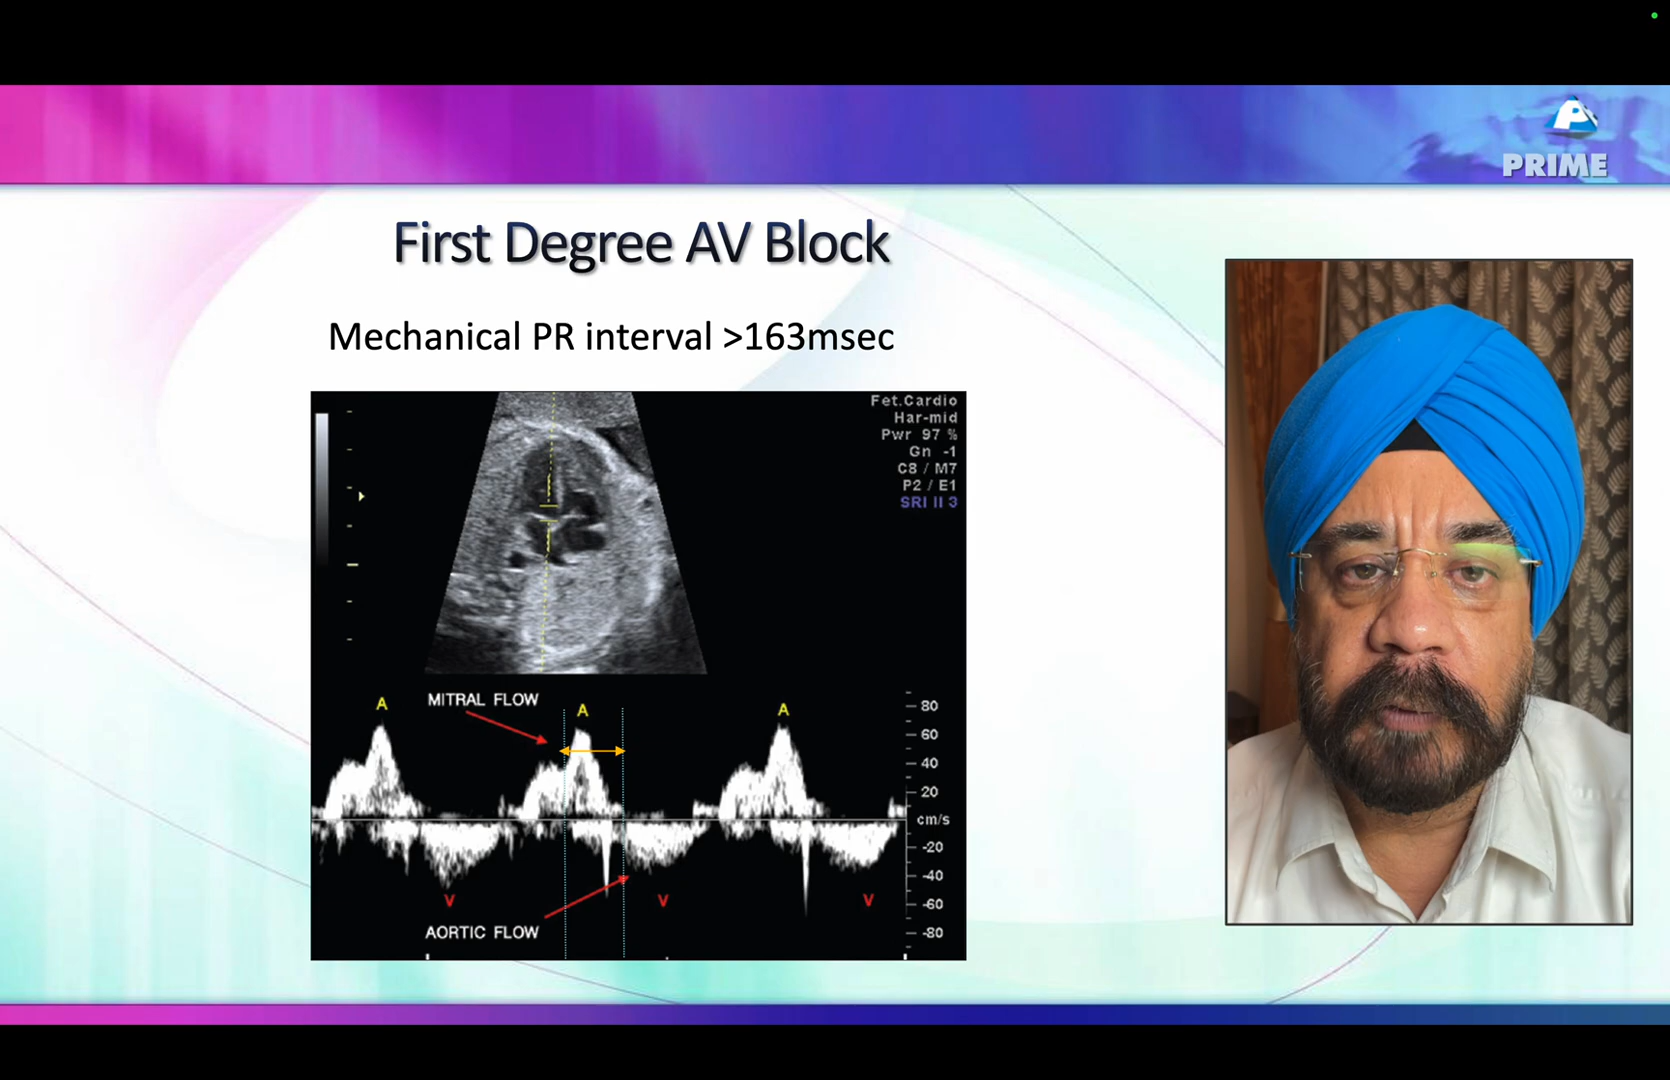 PRIME
First Degree AV Block
Mechanical PR interval >163msec
Fet.Cardio
Har-mid
Pwr 97 %
Gn -1
C8 / M7
P2 / E1
SRI II 3
MITRAL FLOW
A A A
80
60
40
20
cm/s
-20
-40
-60
-80
V V V
AORTIC FLOW